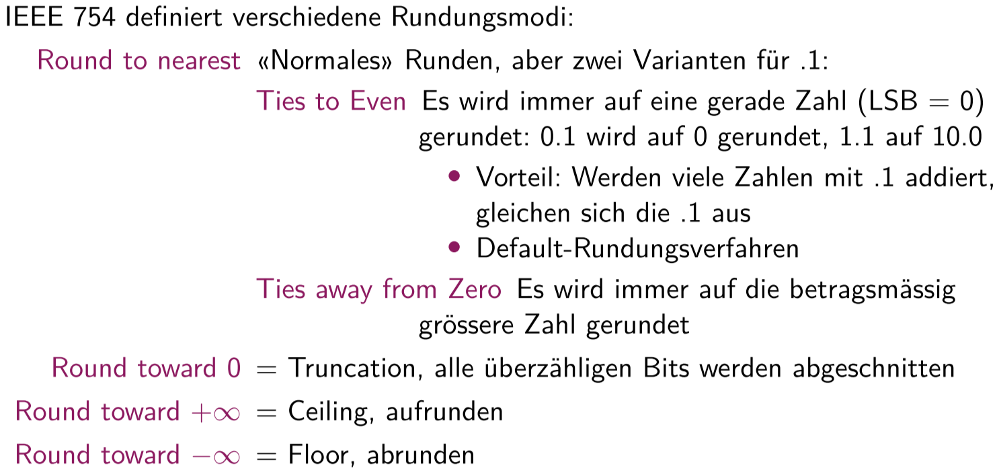 IEEE 754 definiert verschiedene Rundungsmodi:
Round to nearest «Normales» Runden, aber zwei Varianten für .1:
Ties to Even Es wird immer auf eine gerade Zahl (LSB = 0)
gerundet: 0.1 wird auf 0 gerundet, 1.1 auf 10.0
• Vorteil: Werden viele Zahlen mit .1 addiert,
gleichen sich die .1 aus
• Default-Rundungsverfahren
Ties away from Zero Es wird immer auf die betragsmässig
grössere Zahl gerundet
Round toward 0 = Truncation, alle überzähligen Bits werden abgeschnitten
Round toward +∞ = Ceiling, aufrunden
Round toward −∞ = Floor, abrunden